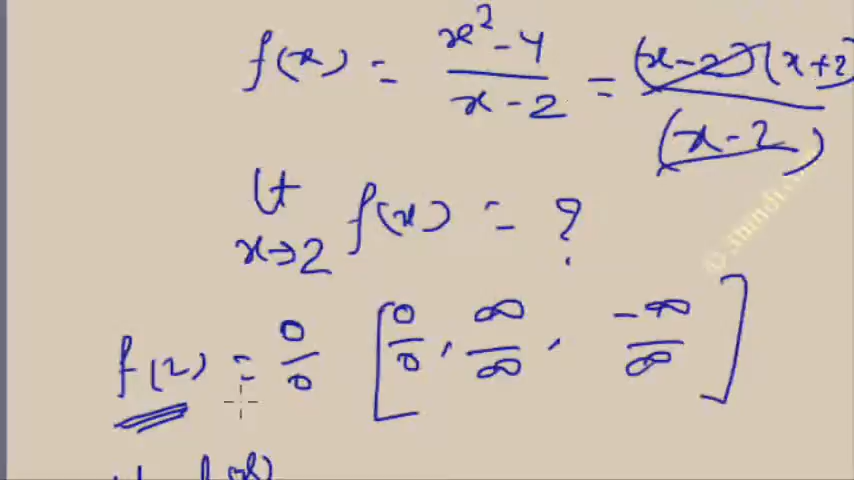 f(x) = x² - 4 / x - 2 = (x - 2)(x + 2) / (x - 2)
lt x→2 f(x) = ?
f(2) = 0/0 [0/0, ∞/∞, -∞/∞]